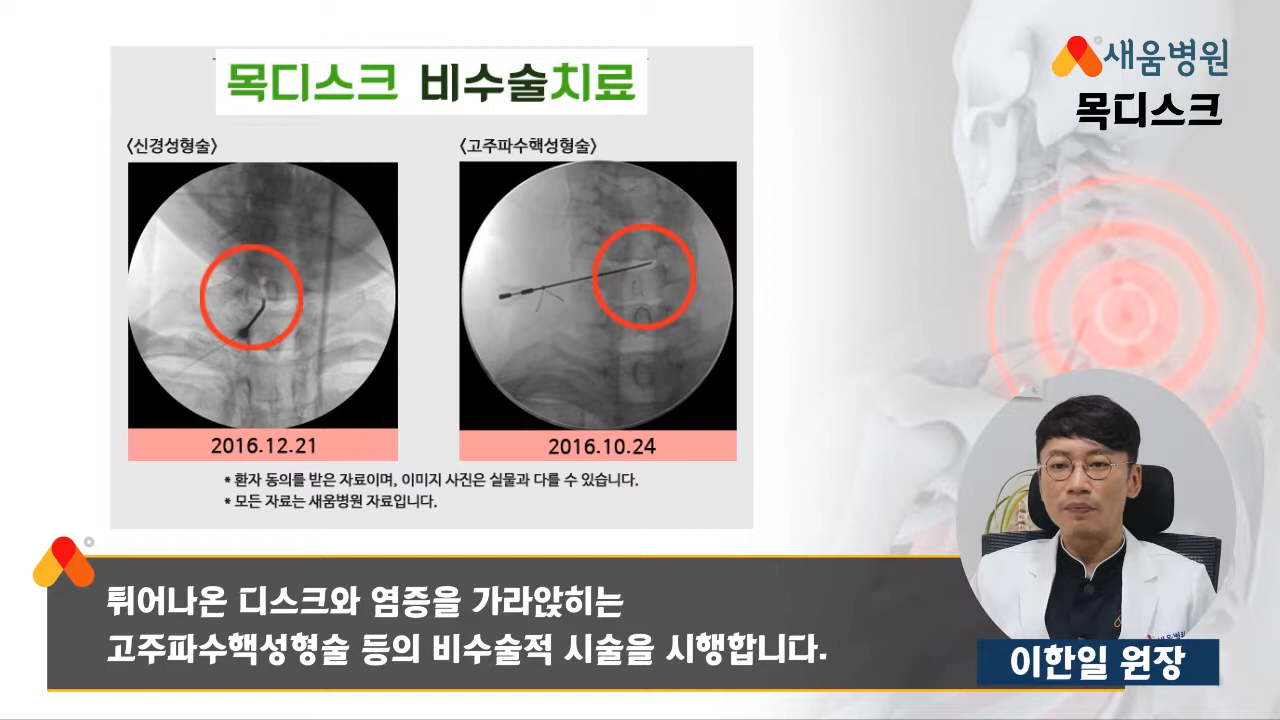 새움병원
목디스크
목디스크 비수술치료
<신경성형술>
<고주파수핵성형술>
2016.12.21
2016.10.24
* 환자 동의를 받은 자료이며, 이미지 사진은 실물과 다를 수 있습니다.
* 모든 자료는 새움병원 자료입니다.
튀어나온 디스크와 염증을 가라앉히는
고주파수핵성형술 등의 비수술적 시술을 시행합니다.
새움병원
이한일 원장